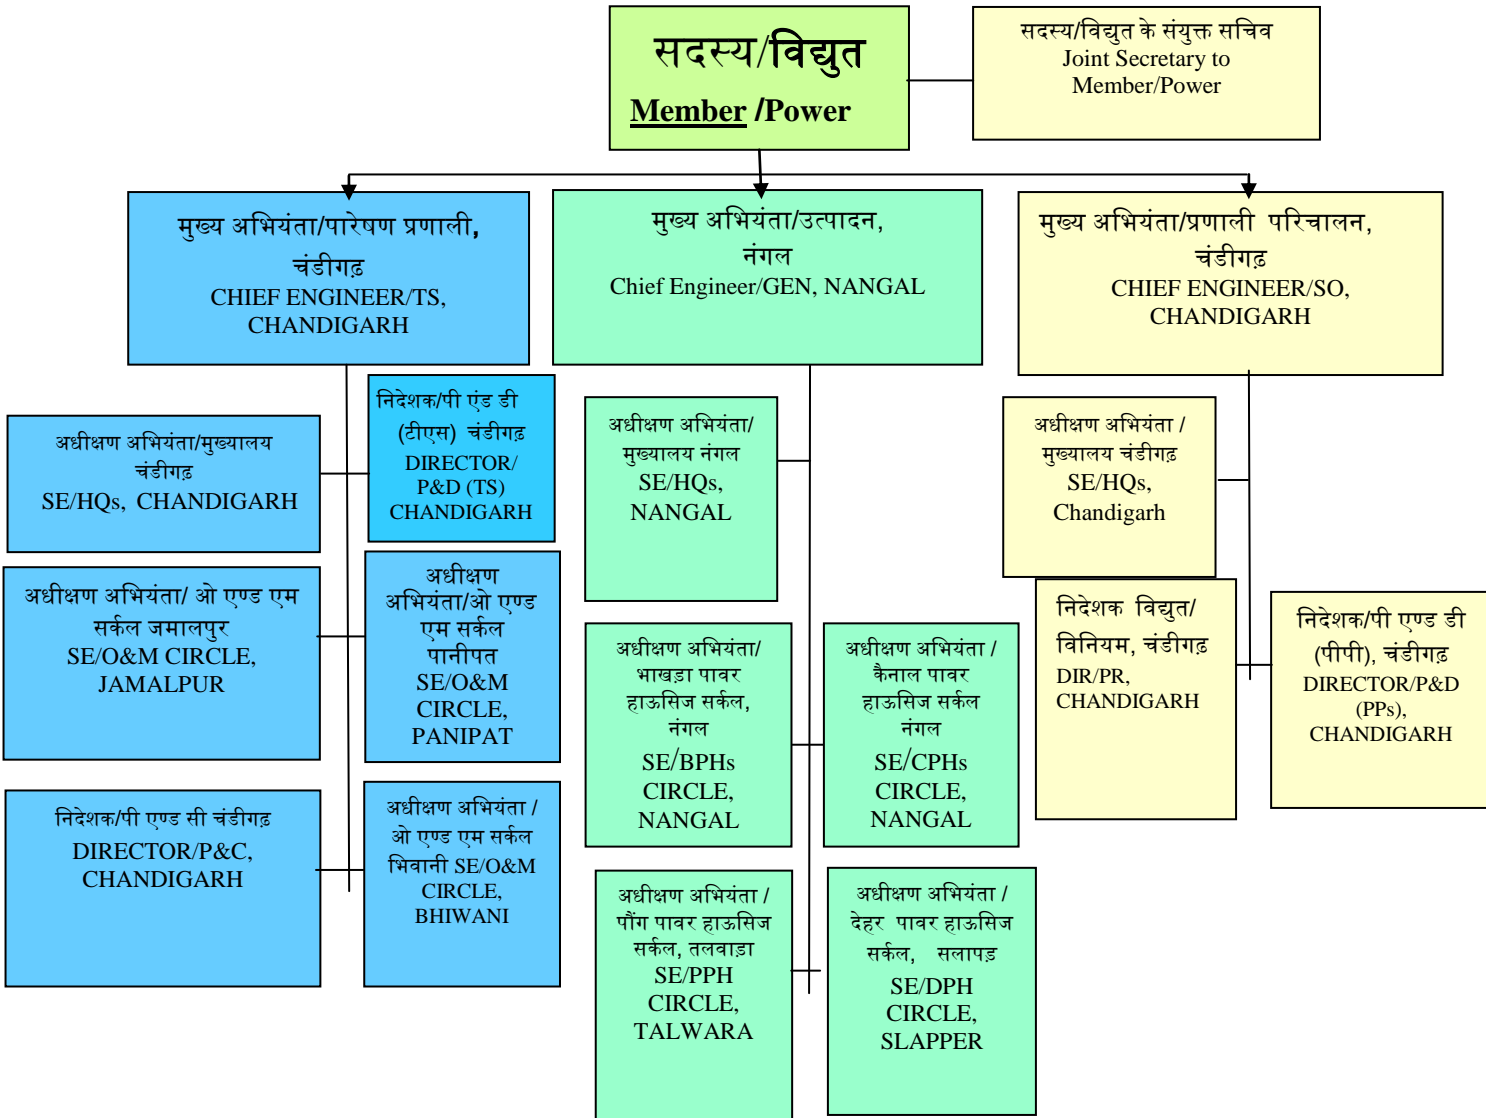 सदस्य/विद्युत
Member /Power
सदस्य/विद्युत के संयुक्त सचिव
Joint Secretary to
Member/Power
मुख्य अभियंता/पारेषण प्रणाली,
चंडीगढ़
CHIEF ENGINEER/TS,
CHANDIGARH
मुख्य अभियंता/उत्पादन,
नंगल
Chief Engineer/GEN, NANGAL
मुख्य अभियंता/प्रणाली परिचालन,
चंडीगढ़
CHIEF ENGINEER/SO,
CHANDIGARH
अधीक्षण अभियंता/मुख्यालय
चंडीगढ़
SE/HQs, CHANDIGARH
निदेशक/पी एंड डी
(टीएस) चंडीगढ़
DIRECTOR/
P&D (TS)
CHANDIGARH
अधीक्षण अभियंता/ ओ एण्ड एम
सर्कल जमालपुर
SE/O&M CIRCLE,
JAMALPUR
अधीक्षण
अभियंता/ओ एण्ड
एम सर्कल
पानीपत
SE/O&M
CIRCLE,
PANIPAT
निदेशक/पी एण्ड सी चंडीगढ़
DIRECTOR/P&C,
CHANDIGARH
अधीक्षण अभियंता /
ओ एण्ड एम सर्कल
भिवानी SE/O&M
CIRCLE,
BHIWANI
अधीक्षण अभियंता/
मुख्यालय नंगल
SE/HQs,
NANGAL
अधीक्षण अभियंता/
भाखड़ा पावर
हाऊसिज सर्कल,
नंगल
SE/BPHs
CIRCLE,
NANGAL
अधीक्षण अभियंता /
कैनाल पावर
हाऊसिज सर्कल
नंगल
SE/CPHs
CIRCLE,
NANGAL
अधीक्षण अभियंता /
पौंग पावर हाऊसिज
सर्कल, तलवाड़ा
SE/PPH
CIRCLE,
TALWARA
अधीक्षण अभियंता /
देहर पावर हाऊसिज
सर्कल, सलापड़
SE/DPH
CIRCLE,
SLAPPER
अधीक्षण अभियंता /
मुख्यालय चंडीगढ़
SE/HQs,
Chandigarh
निदेशक विद्युत/
विनियम, चंडीगढ़
DIR/PR,
CHANDIGARH
निदेशक/पी एण्ड डी
(पीपी), चंडीगढ़
DIRECTOR/P&D
(PPs),
CHANDIGARH